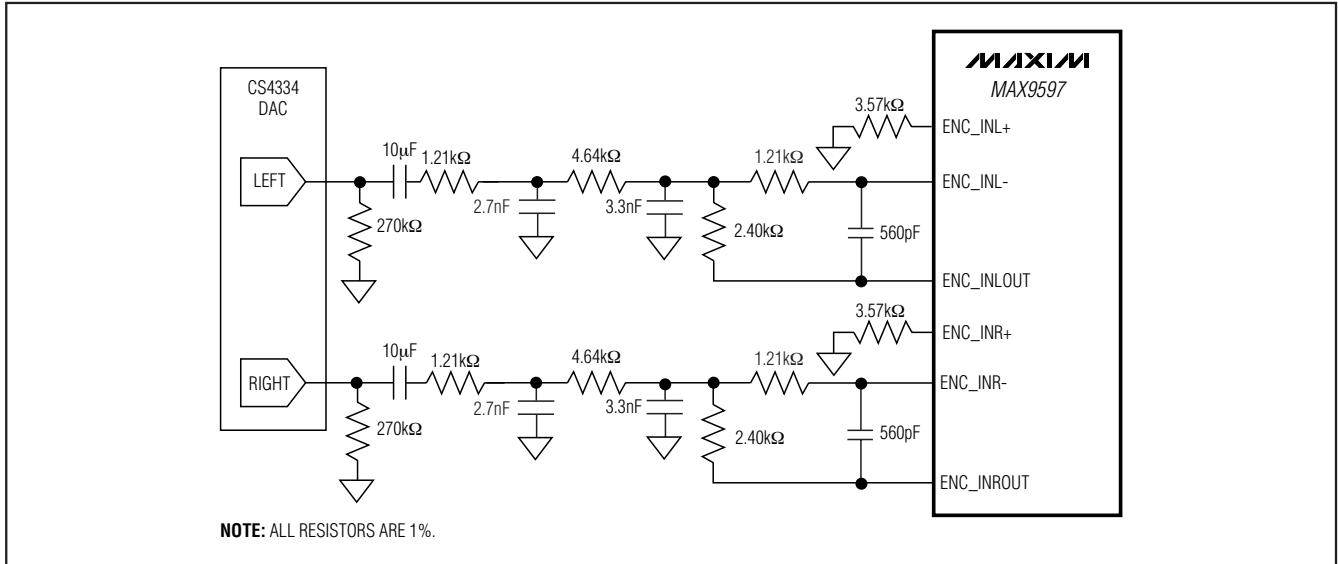 MAXIM
MAX9597
CS4334
DAC
3.57kΩ
ENC_INL+
10µF
1.21kΩ
4.64kΩ
1.21kΩ
LEFT
ENC_INL-
2.7nF
3.3nF
270kΩ
2.40kΩ
560pF
ENC_INLOUT
3.57kΩ
ENC_INR+
10µF
1.21kΩ
4.64kΩ
1.21kΩ
RIGHT
ENC_INR-
2.7nF
3.3nF
270kΩ
2.40kΩ
560pF
ENC_INROUT
NOTE: ALL RESISTORS ARE 1%.